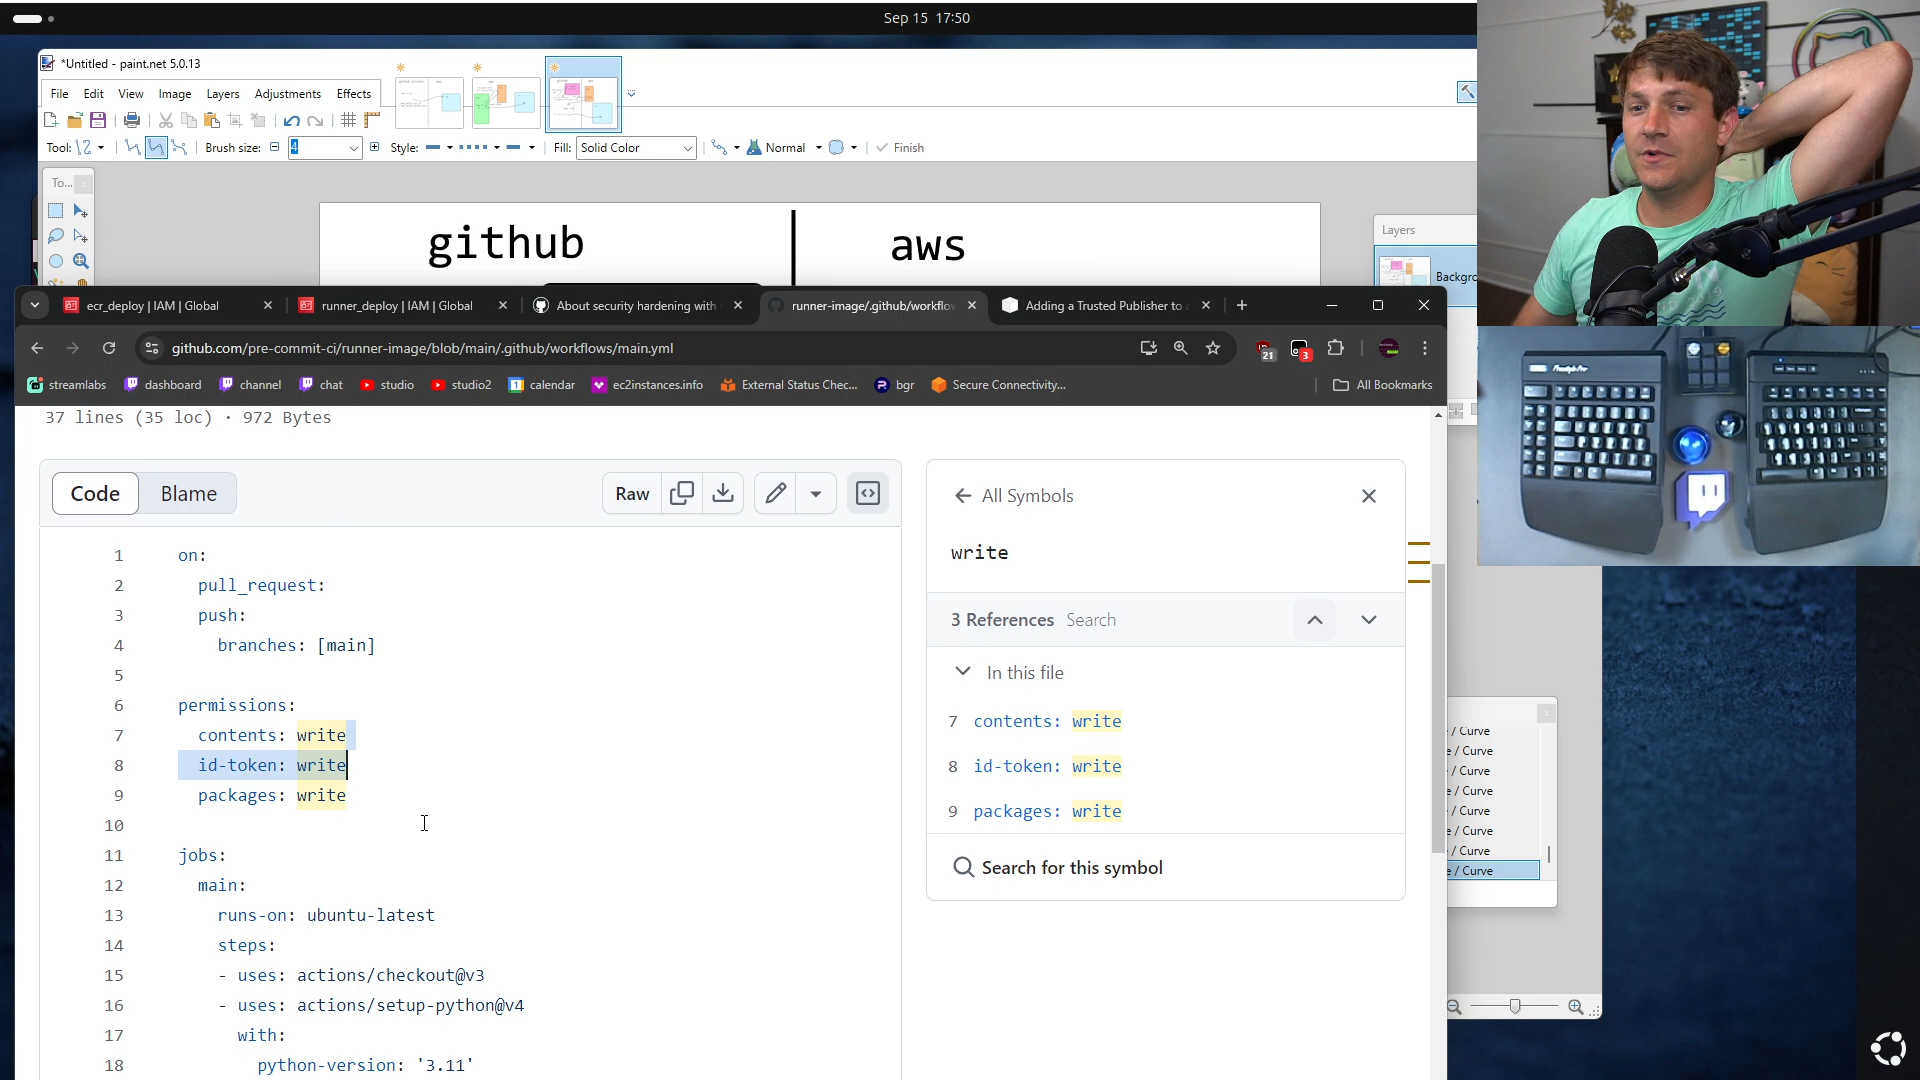 Sep 15 17:50
*Untitled - paint.net 5.0.13
File Edit View Image Layers Adjustments Effects
Tool: Brush size: 4 Style: Fill: Solid Color Normal Finish
To...
github
aws
Layers
Backgro
ecr_deploy | IAM | Global
runner_deploy | IAM | Global
About security hardening with
runner-image/.github/workflo
Adding a Trusted Publisher to a
github.com/pre-commit-ci/runner-image/blob/main/.github/workflows/main.yml
21
3
streamlabs
dashboard
channel
chat
studio
studio2
calendar
ec2instances.info
External Status Chec...
bgr
Secure Connectivity...
All Bookmarks
37 lines (35 loc) · 972 Bytes
Code
Blame
Raw
1 on:
2 pull_request:
3 push:
4 branches: [main]
5
6 permissions:
7 contents: write
8 id-token: write
9 packages: write
10
11 jobs:
12 main:
13 runs-on: ubuntu-latest
14 steps:
15 - uses: actions/checkout@v3
16 - uses: actions/setup-python@v4
17 with:
18 python-version: '3.11'
All Symbols
write
3 References Search
In this file
7 contents: write
8 id-token: write
9 packages: write
Search for this symbol
/ Curve
e / Curve
/ Curve
e / Curve
/ Curve
e / Curve
/ Curve
e / Curve